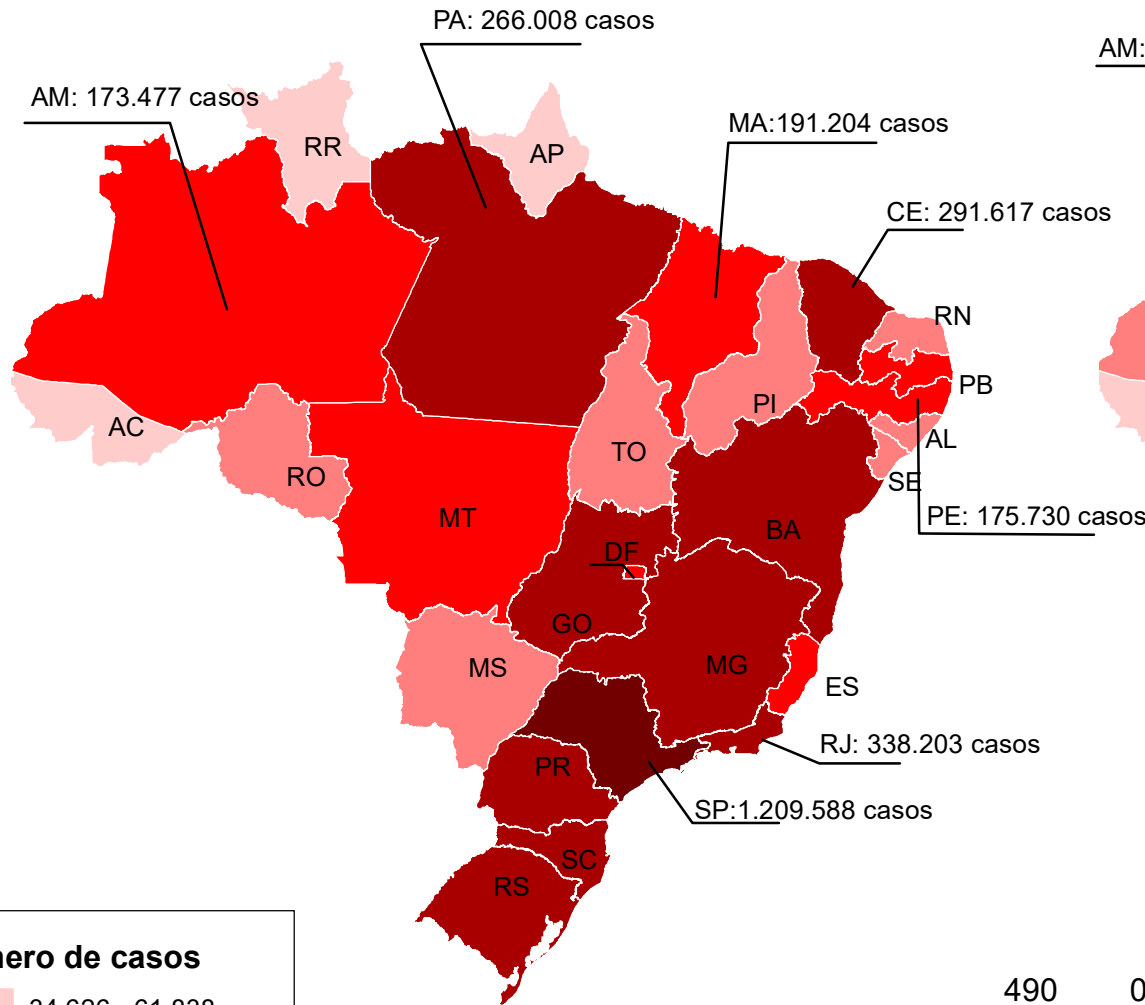 PA: 266.008 casos
AM:
AM: 173.477 casos
MA:191.204 casos
RR
AP
CE: 291.617 casos
RN
PB
PI
AC
AL
TO
RO
SE
MT
PE: 175.730 casos
BA
DF
GO
MS
MG
ES
RJ: 338.203 casos
PR
SP:1.209.588 casos
SC
RS
nero de casos
490 0